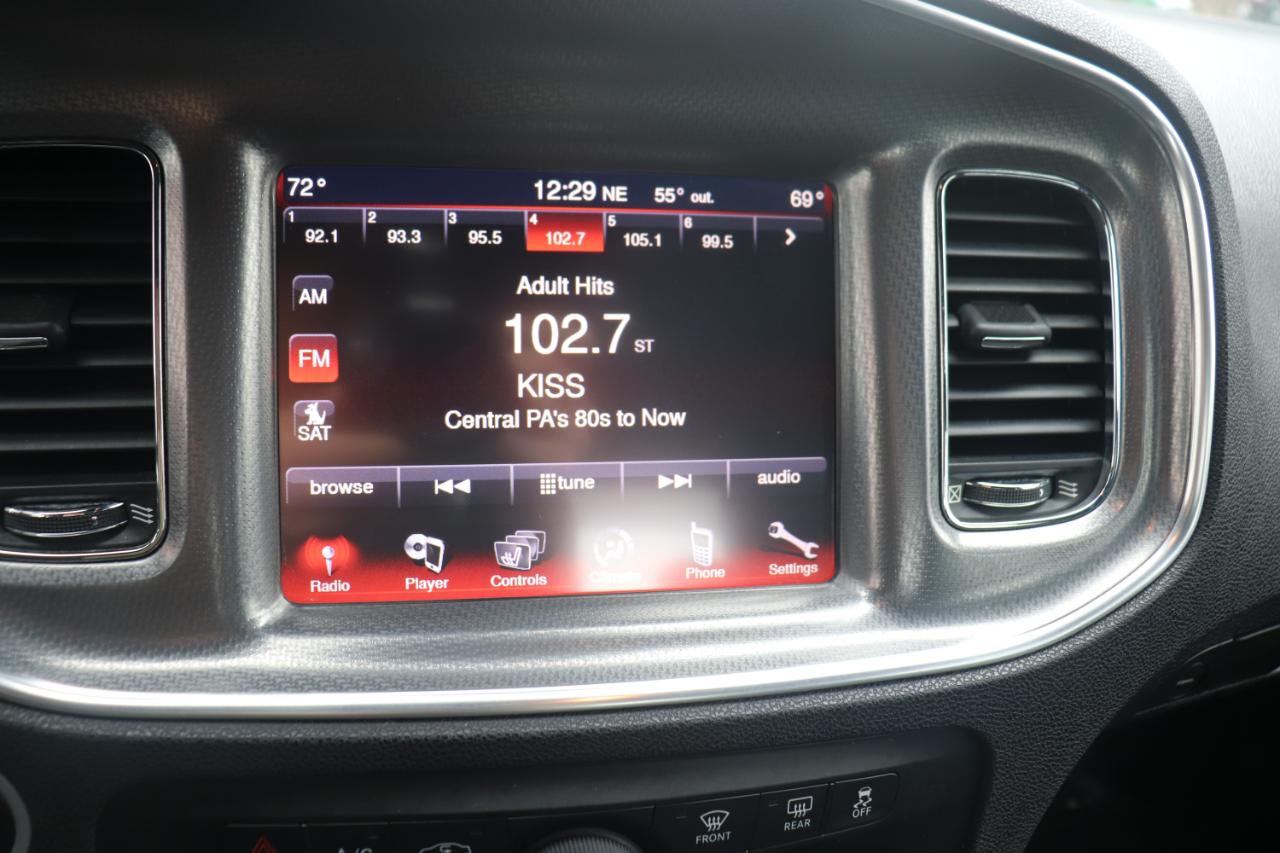 72° 12:29 NE 55° out. 69°
1 92.1 2 93.3 3 95.5 4 102.7 5 105.1 6 99.5
AM
FM
SAT
Adult Hits
102.7 ST
KISS
Central PA's 80s to Now
browse tune audio
Radio Player Controls Climate Phone Settings
FRONT REAR OFF
A/C